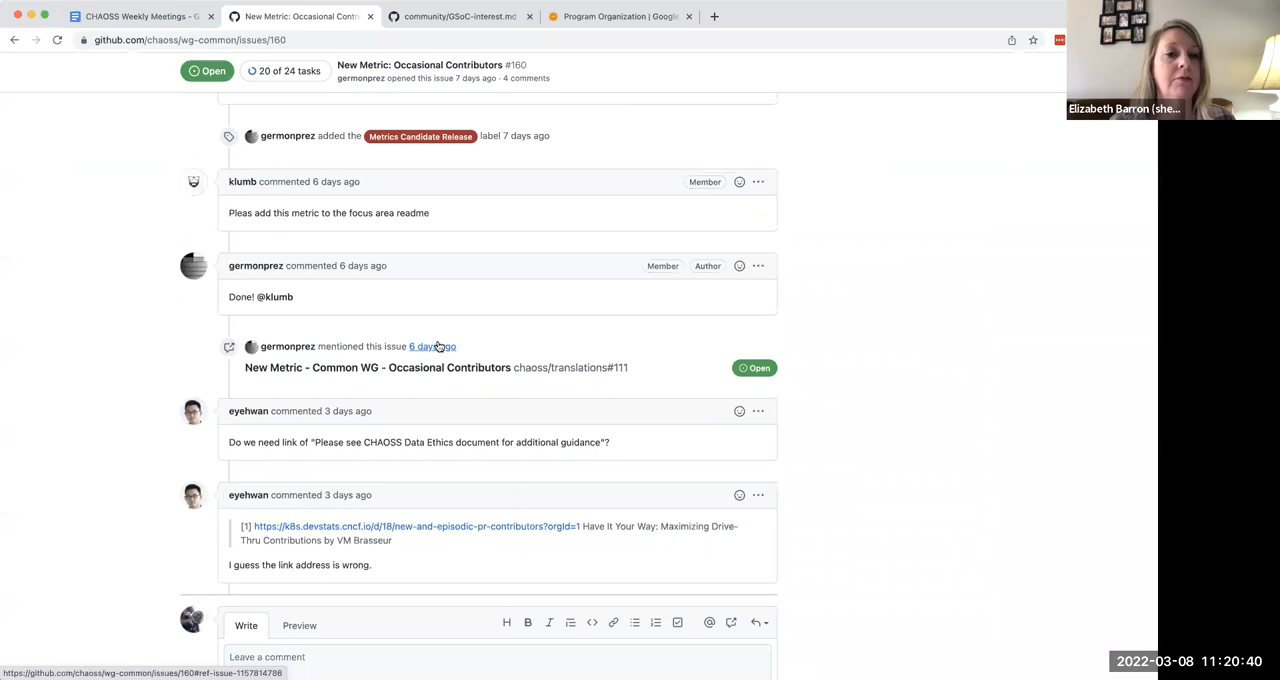 CHAOSS Weekly Meetings - G
New Metric: Occasional Contri
community/GSoC-interest.md
Program Organization | Google
github.com/chaoss/wg-common/issues/160
Open
20 of 24 tasks
New Metric: Occasional Contributors #160
germonprez opened this issue 7 days ago · 4 comments
Elizabeth Barron (she...
germonprez added the Metrics Candidate Release label 7 days ago
klumb commented 6 days ago
Member
Pleas add this metric to the focus area readme
germonprez commented 6 days ago
Member
Author
Done! @klumb
germonprez mentioned this issue 6 days ago
New Metric - Common WG - Occasional Contributors chaoss/translations#111
Open
eyehwan commented 3 days ago
Do we need link of "Please see CHAOSS Data Ethics document for additional guidance"?
eyehwan commented 3 days ago
[1] https://k8s.devstats.cncf.io/d/18/new-and-episodic-pr-contributors?orgId=1 Have It Your Way: Maximizing Drive-
Thru Contributions by VM Brasseur
I guess the link address is wrong.
Write
Preview
Leave a comment
https://github.com/chaoss/wg-common/issues/160#ref-issue-1157814786
2022-03-08 11:20:40